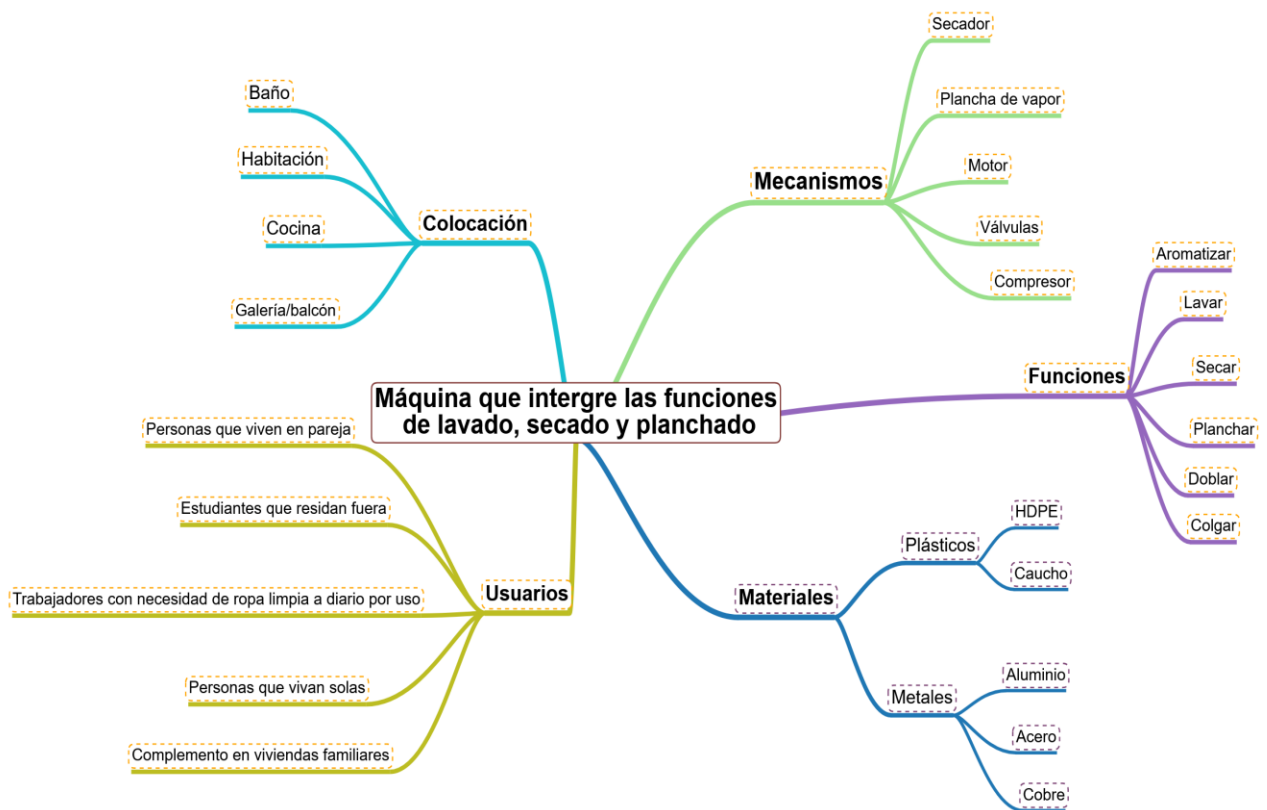 Máquina que intergre las funciones
de lavado, secado y planchado
Colocación
Baño
Habitación
Cocina
Galería/balcón
Mecanismos
Secador
Plancha de vapor
Motor
Válvulas
Compresor
Funciones
Aromatizar
Lavar
Secar
Planchar
Doblar
Colgar
Usuarios
Personas que viven en pareja
Estudiantes que residan fuera
Trabajadores con necesidad de ropa limpia a diario por uso
Personas que vivan solas
Complemento en viviendas familiares
Materiales
Plásticos
HDPE
Caucho
Metales
Aluminio
Acero
Cobre